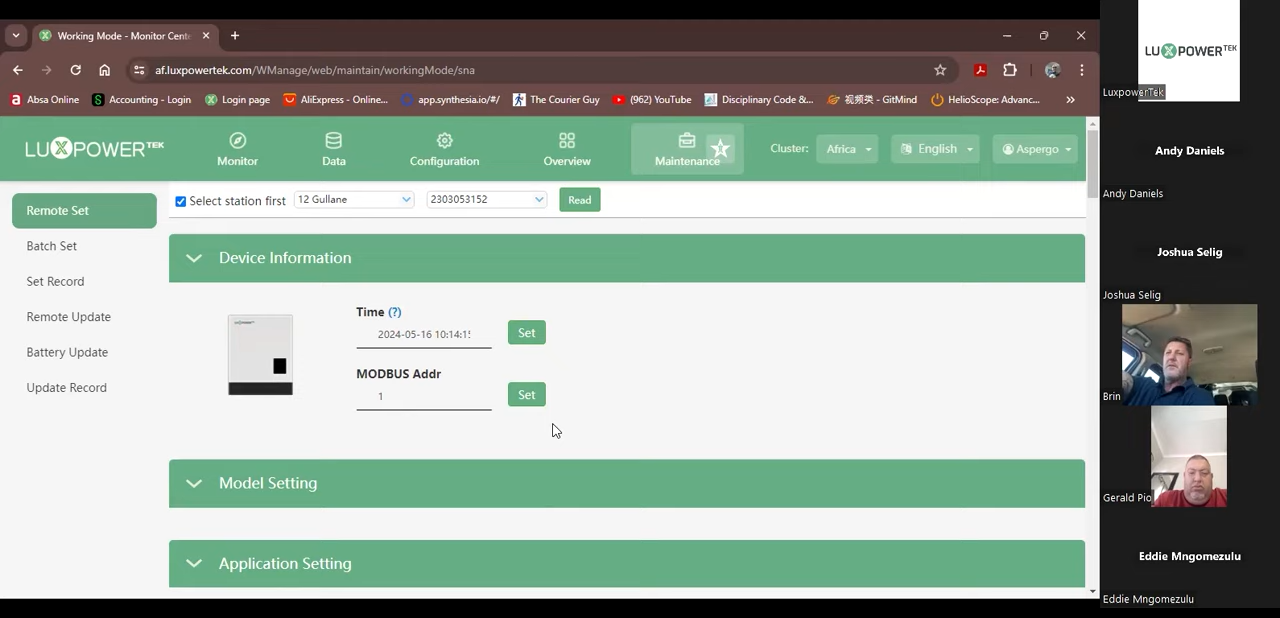 Working Mode - Monitor Cente
af.luxpowertek.com/WManage/web/maintain/workingMode/sna
Absa Online
Accounting - Login
Login page
AliExpress - Online...
app.synthesia.io/#/
The Courier Guy
(962) YouTube
Disciplinary Code &...
视频类 - GitMind
HelioScope: Advanc...
LUXPOWERTEK
Monitor
Data
Configuration
Overview
Maintenance
Cluster:
Africa
English
Aspergo
Remote Set
Batch Set
Set Record
Remote Update
Battery Update
Update Record
Select station first
12 Gullane
2303053152
Read
Device Information
Time (?)
2024-05-16 10:14:15
Set
MODBUS Addr
1
Set
Model Setting
Application Setting
LUXPOWERTEK
LuxpowerTek
Andy Daniels
Andy Daniels
Joshua Selig
Joshua Selig
Brin
Gerald Pio
Eddie Mngomezulu
Eddie Mngomezulu